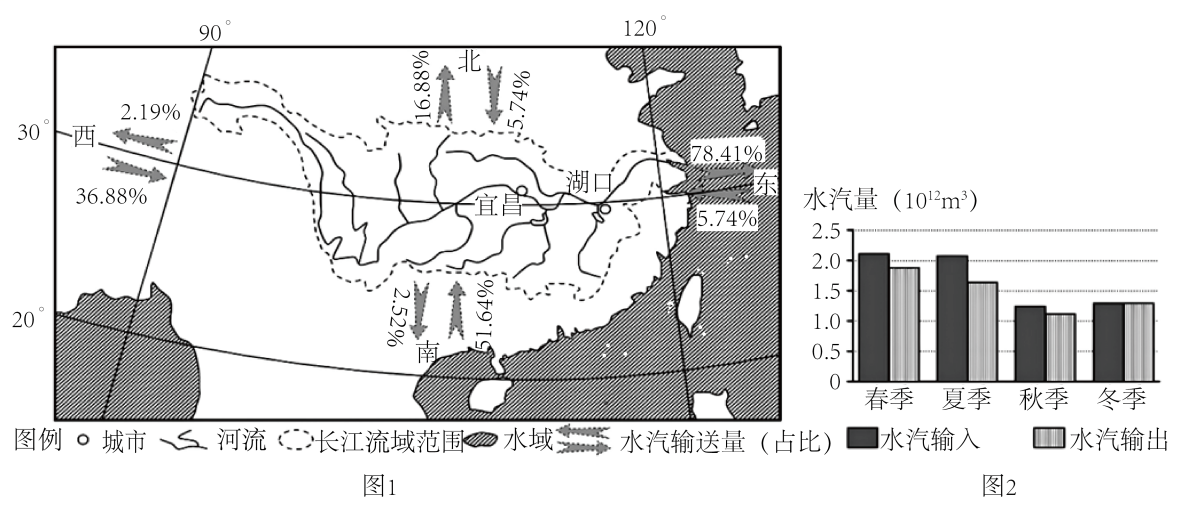 90°
120°
北
16.88%
5.74%
2.19%
30°
西
36.88%
78.41%
湖口
东
宜昌
5.74%
2.52%
51.64%
20°
南
图例 城市 河流 长江流域范围 水域 水汽输送量（占比）
图1
水汽量（10¹²m³）
2.5
2.0
1.5
1.0
0.5
0
春季 夏季 秋季 冬季
水汽输入 水汽输出
图2